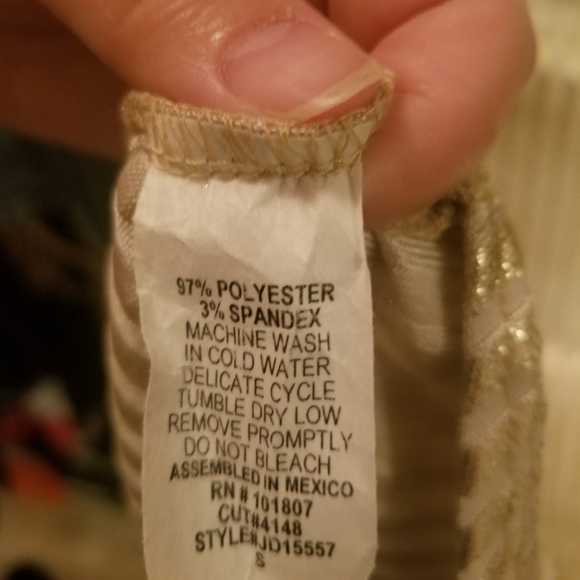 97% POLYESTER
3% SPANDEX
MACHINE WASH
IN COLD WATER
DELICATE CYCLE
TUMBLE DRY LOW
REMOVE PROMPTLY
DO NOT BLEACH
ASSEMBLED IN MEXICO
RN # 101807
CUT#4148
STYLE#JD15557
S